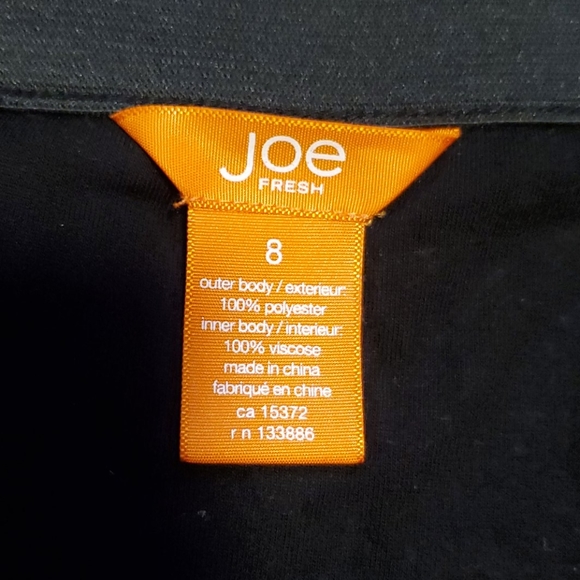 Joe
FRESH
8
outer body / exterieur:
100% polyester
inner body / interieur:
100% viscose
made in china
fabriqué en chine
ca 15372
r n 133886